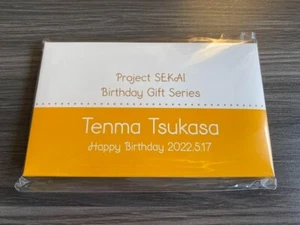 Project SEKAI
Birthday Gift Series
Tenma Tsukasa
Happy Birthday 2022.5.17